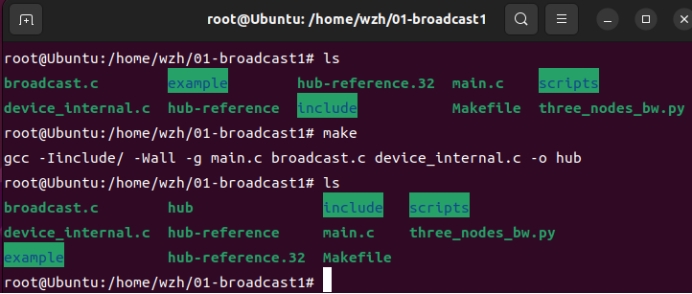 root@Ubuntu: /home/wzh/01-broadcast1
root@Ubuntu:/home/wzh/01-broadcast1# ls
broadcast.c example hub-reference.32 main.c scripts
device_internal.c hub-reference include Makefile three_nodes_bw.py
root@Ubuntu:/home/wzh/01-broadcast1# make
gcc -Iinclude/ -Wall -g main.c broadcast.c device_internal.c -o hub
root@Ubuntu:/home/wzh/01-broadcast1# ls
broadcast.c hub include scripts
device_internal.c hub-reference main.c three_nodes_bw.py
example hub-reference.32 Makefile
root@Ubuntu:/home/wzh/01-broadcast1#